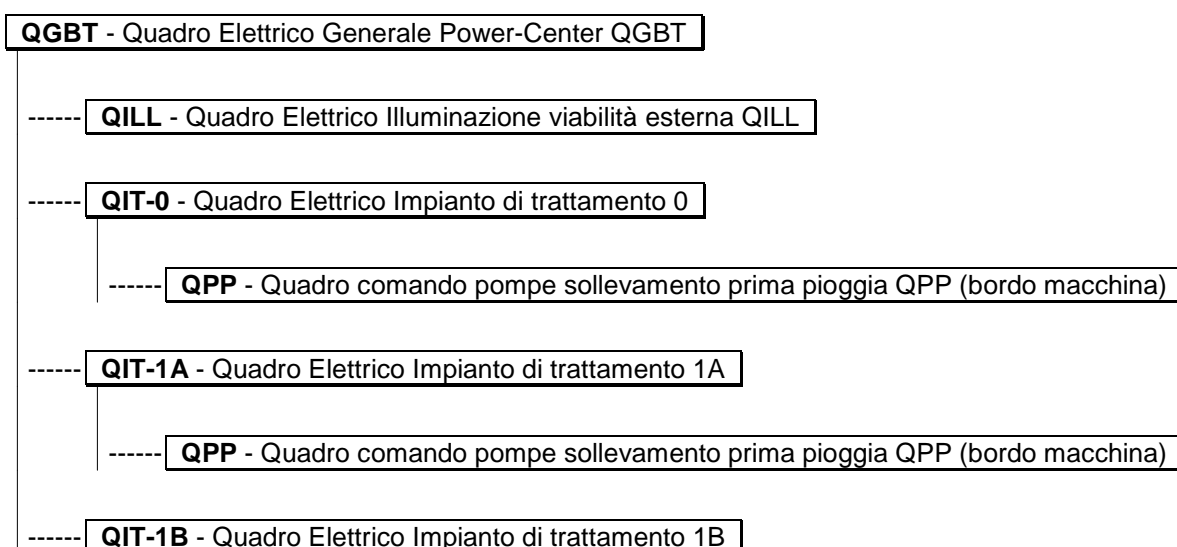 QGBT - Quadro Elettrico Generale Power-Center QGBT
------ QILL - Quadro Elettrico Illuminazione viabilità esterna QILL
------ QIT-0 - Quadro Elettrico Impianto di trattamento 0
------ QPP - Quadro comando pompe sollevamento prima pioggia QPP (bordo macchina)
------ QIT-1A - Quadro Elettrico Impianto di trattamento 1A
------ QPP - Quadro comando pompe sollevamento prima pioggia QPP (bordo macchina)
------ QIT-1B - Quadro Elettrico Impianto di trattamento 1B